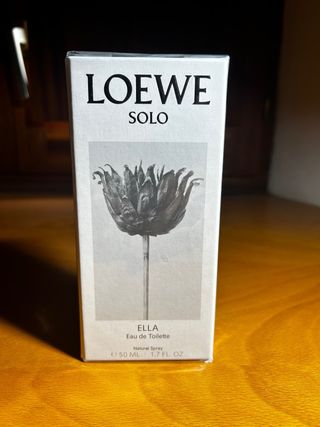 LOEWE
SOLO
ELLA
Eau de Toilette
Natural Spray
℮ 50 ML - 1.7 FL. OZ.